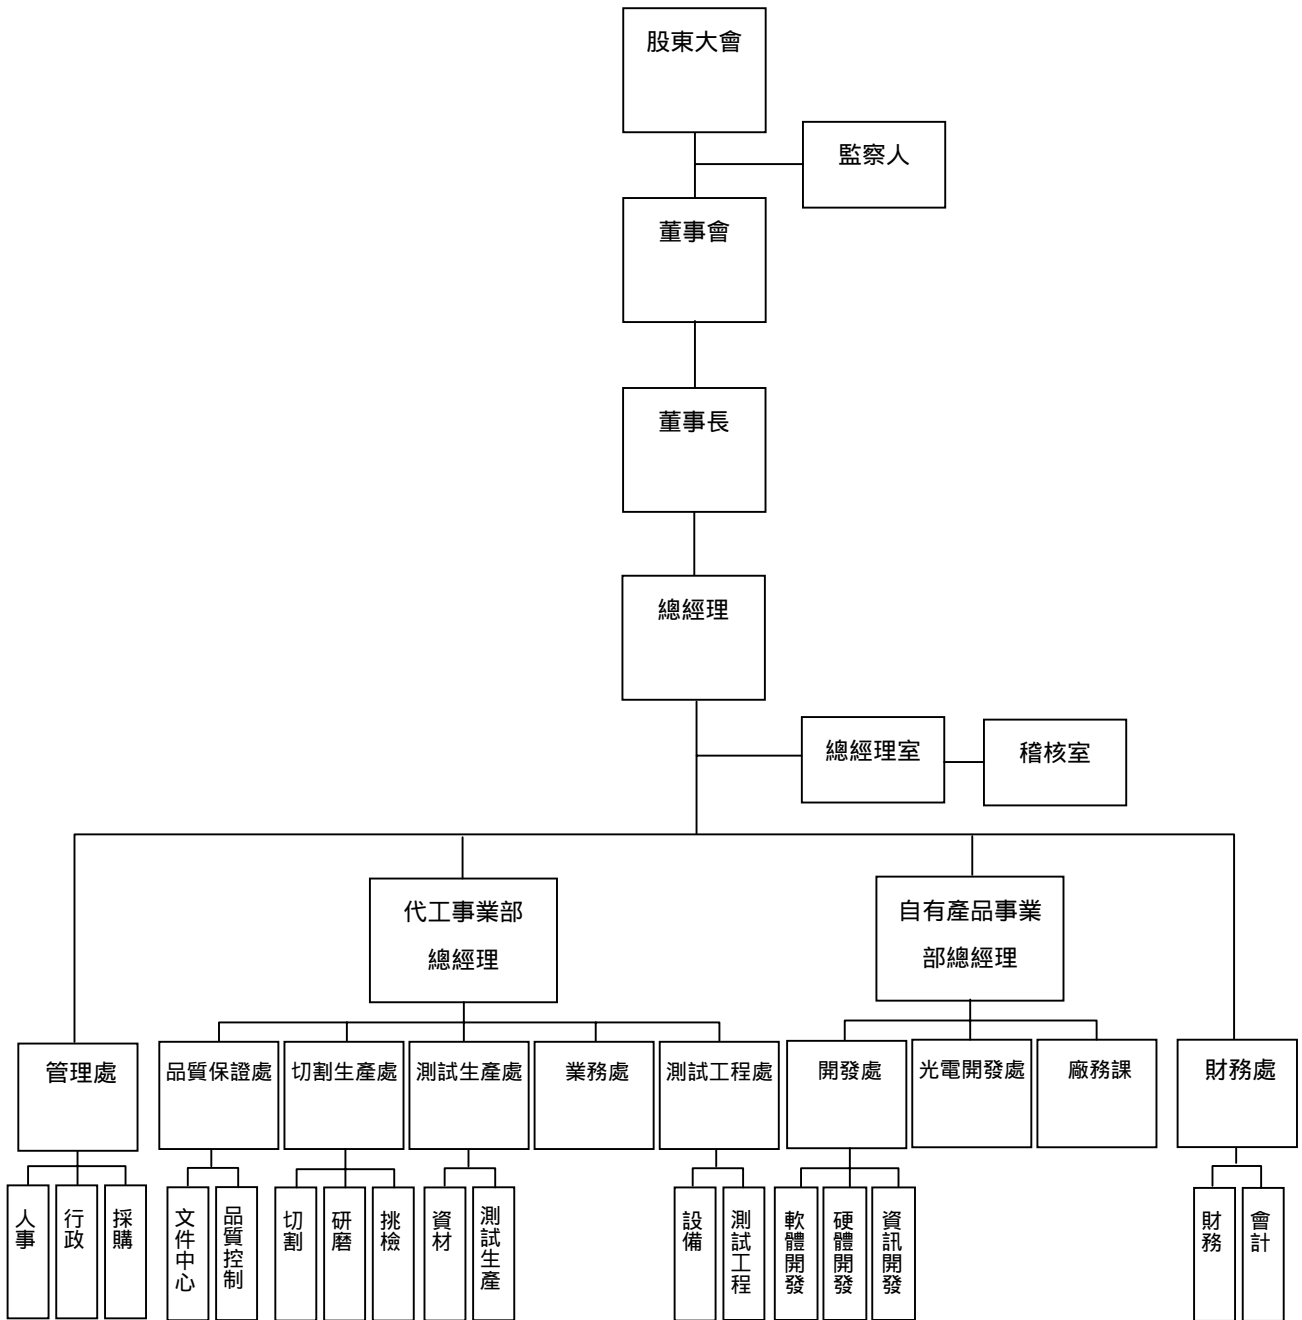 股東大會
監察人
董事會
董事長
總經理
總經理室
稽核室
代工事業部
總經理
自有產品事業
部總經理
管理處
品質保證處
切割生產處
測試生產處
業務處
測試工程處
開發處
光電開發處
廠務課
財務處
人事
行政
採購
文件中心
品質控制
切割
研磨
挑檢
資材
測試生產
設備
測試工程
軟體開發
硬體開發
資訊開發
財務
會計